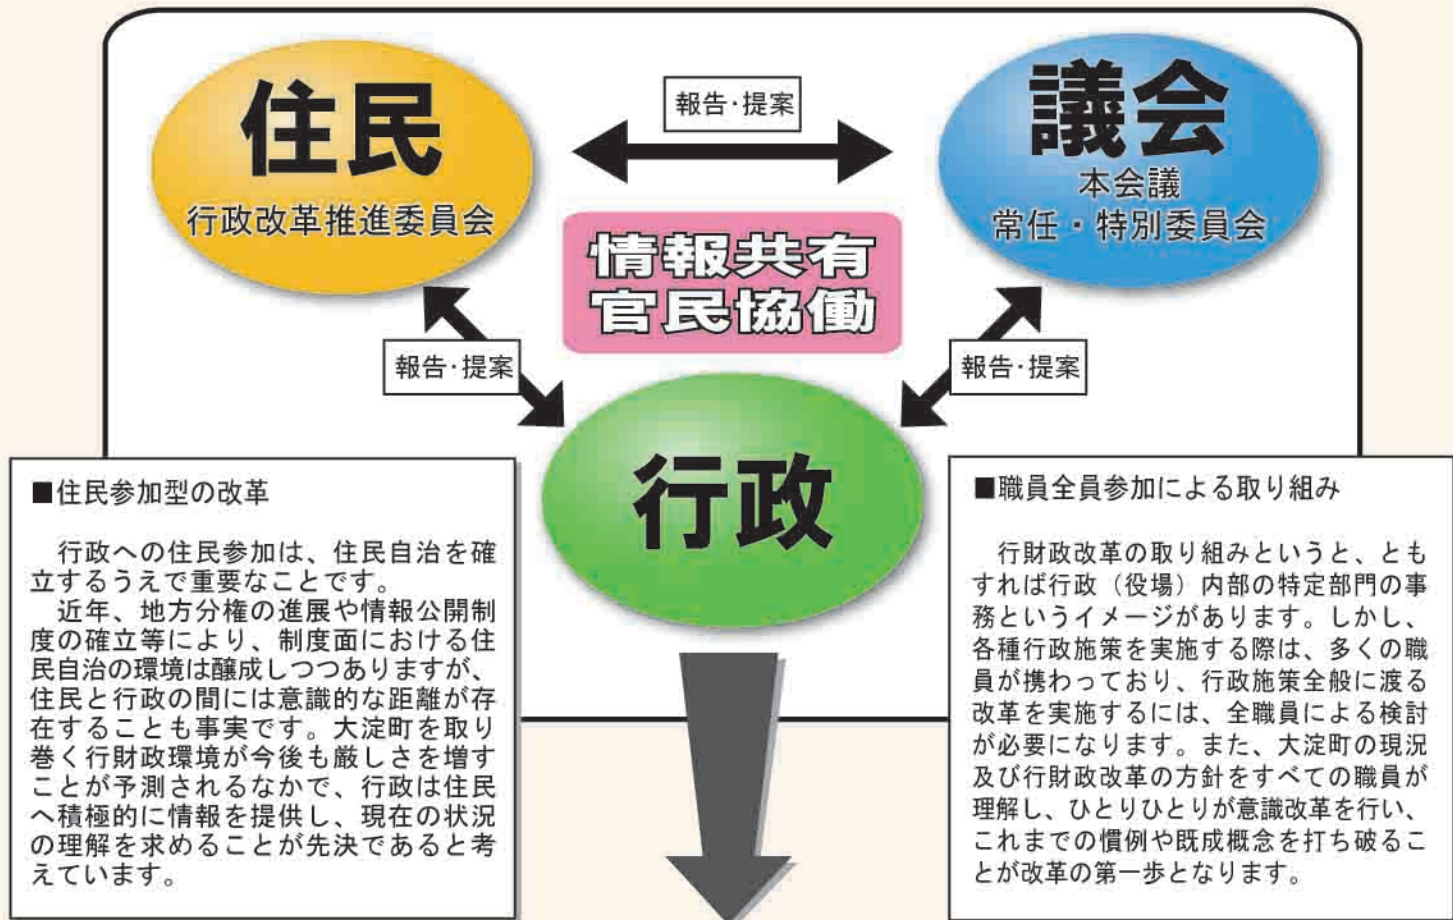 住民
行政改革推進委員会
報告・提案
議会
本会議
常任・特別委員会
情報共有
官民協働
報告・提案
報告・提案
行政
■住民参加型の改革
行政への住民参加は、住民自治を確
立するうえで重要なことです。
近年、地方分権の進展や情報公開制
度の確立等により、制度面における住
民自治の環境は醸成しつつありますが、
住民と行政の間には意識的な距離が存
在することも事実です。大淀町を取り
巻く行財政環境が今後も厳しさを増す
ことが予測されるなかで、行政は住民
へ積極的に情報を提供し、現在の状況
の理解を求めることが先決であると考
えています。
■職員全員参加による取り組み
行財政改革の取り組みというと、とも
すれば行政（役場）内部の特定部門の事
務というイメージがあります。しかし、
各種行政施策を実施する際は、多くの職
員が携わっており、行政施策全般に渡る
改革を実施するには、全職員による検討
が必要になります。また、大淀町の現況
及び行財政改革の方針をすべての職員が
理解し、ひとりひとりが意識改革を行い、
これまでの慣例や既成概念を打ち破るこ
とが改革の第一歩となります。